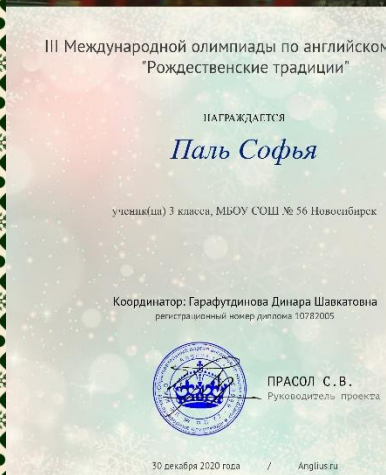 III Международной олимпиады по английском
"Рождественские традиции"
НАГРАЖДАЕТСЯ
Паль Софья
ученик(ца) 3 класса, МБОУ СОШ № 56 Новосибирск
Координатор: Гарафутдинова Динара Шавкатовна
регистрационный номер диплома 10782005
ПРАСОЛ С.В.
Руководитель проекта
30 декабря 2020 года / Anglius.ru